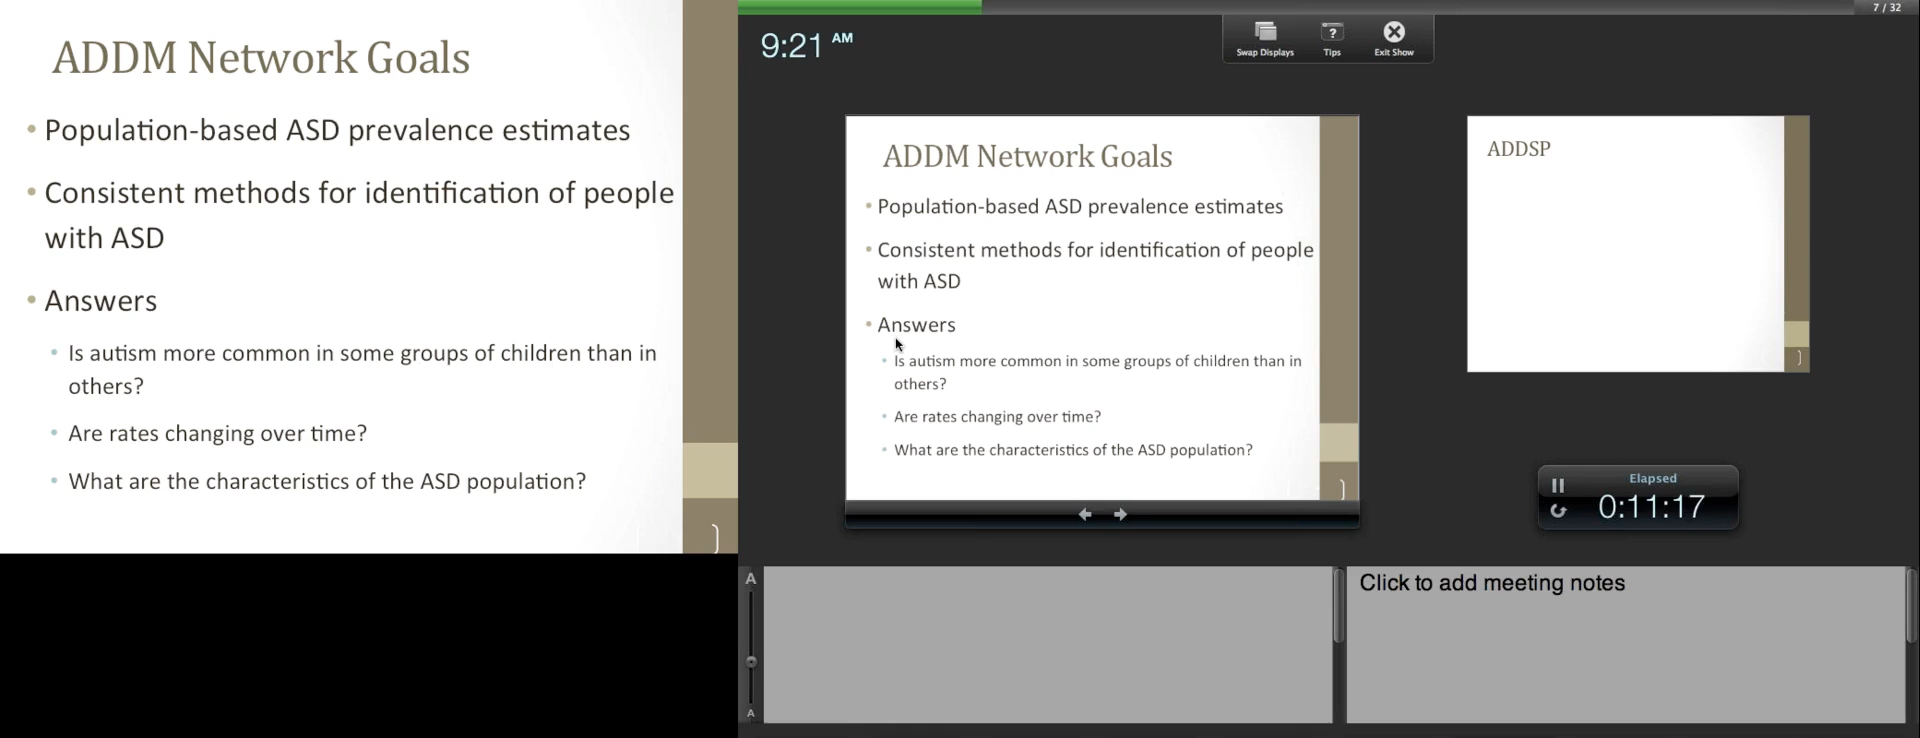 ADDM Network Goals
• Population-based ASD prevalence estimates
• Consistent methods for identification of people
with ASD
• Answers
• Is autism more common in some groups of children than in
others?
• Are rates changing over time?
• What are the characteristics of the ASD population?
7 / 32
9:21 AM
Swap Displays
Tips
Exit Show
ADDM Network Goals
• Population-based ASD prevalence estimates
• Consistent methods for identification of people
with ASD
• Answers
• Is autism more common in some groups of children than in
others?
• Are rates changing over time?
• What are the characteristics of the ASD population?
ADDSP
Elapsed
0:11:17
A
A
Click to add meeting notes